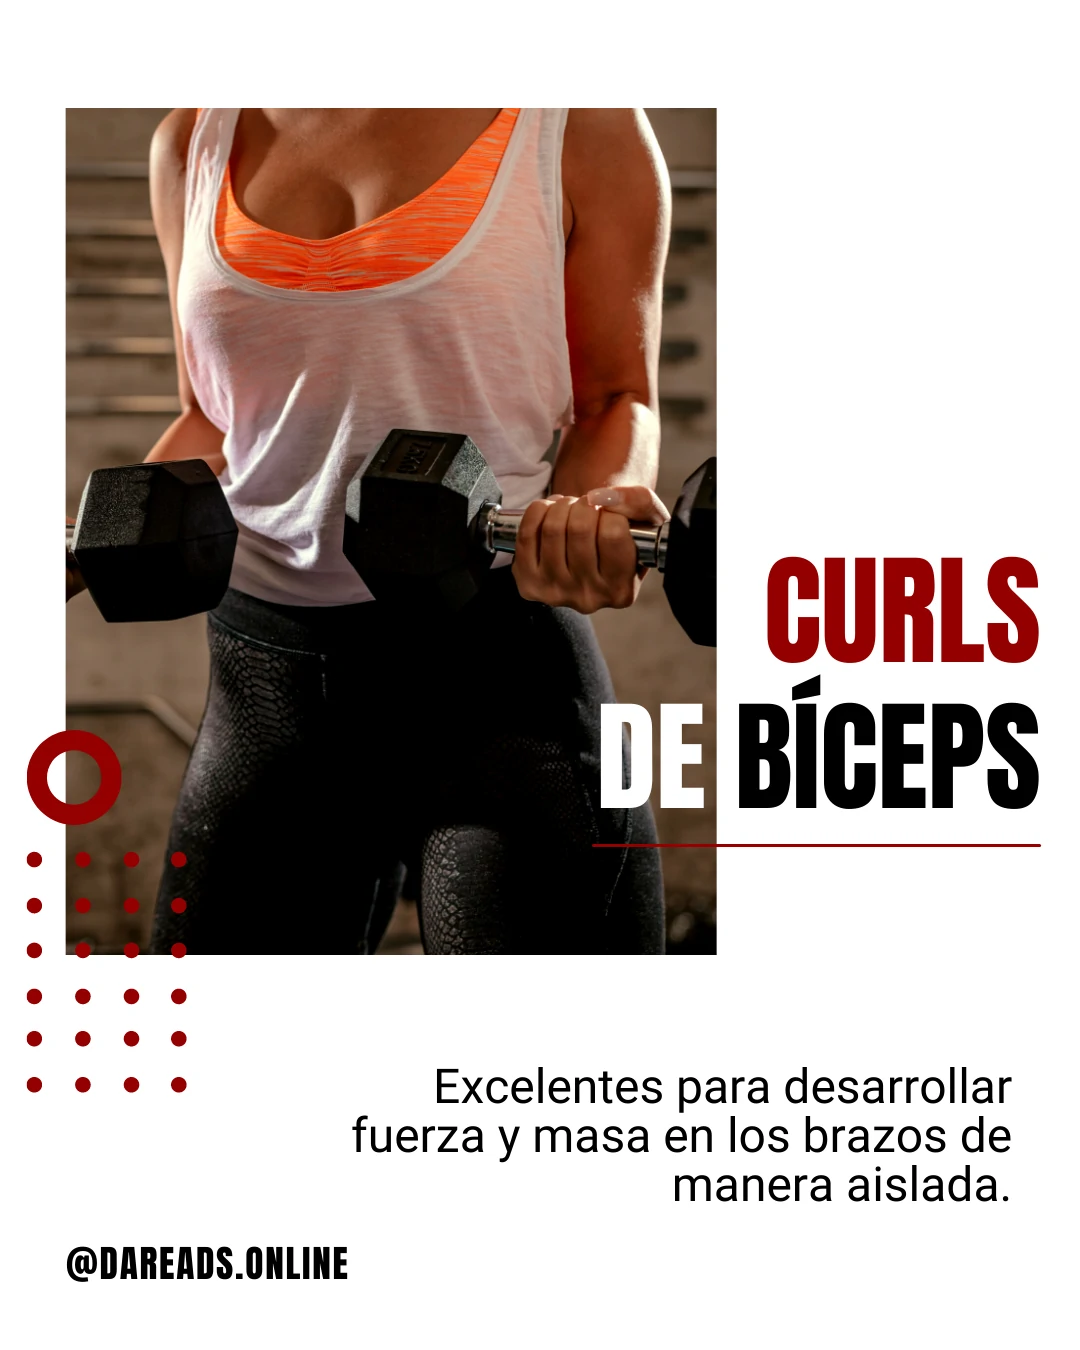 CURLS
DE BÍCEPS
Excelentes para desarrollar
fuerza y masa en los brazos de
manera aislada.
@DAREADS.ONLINE